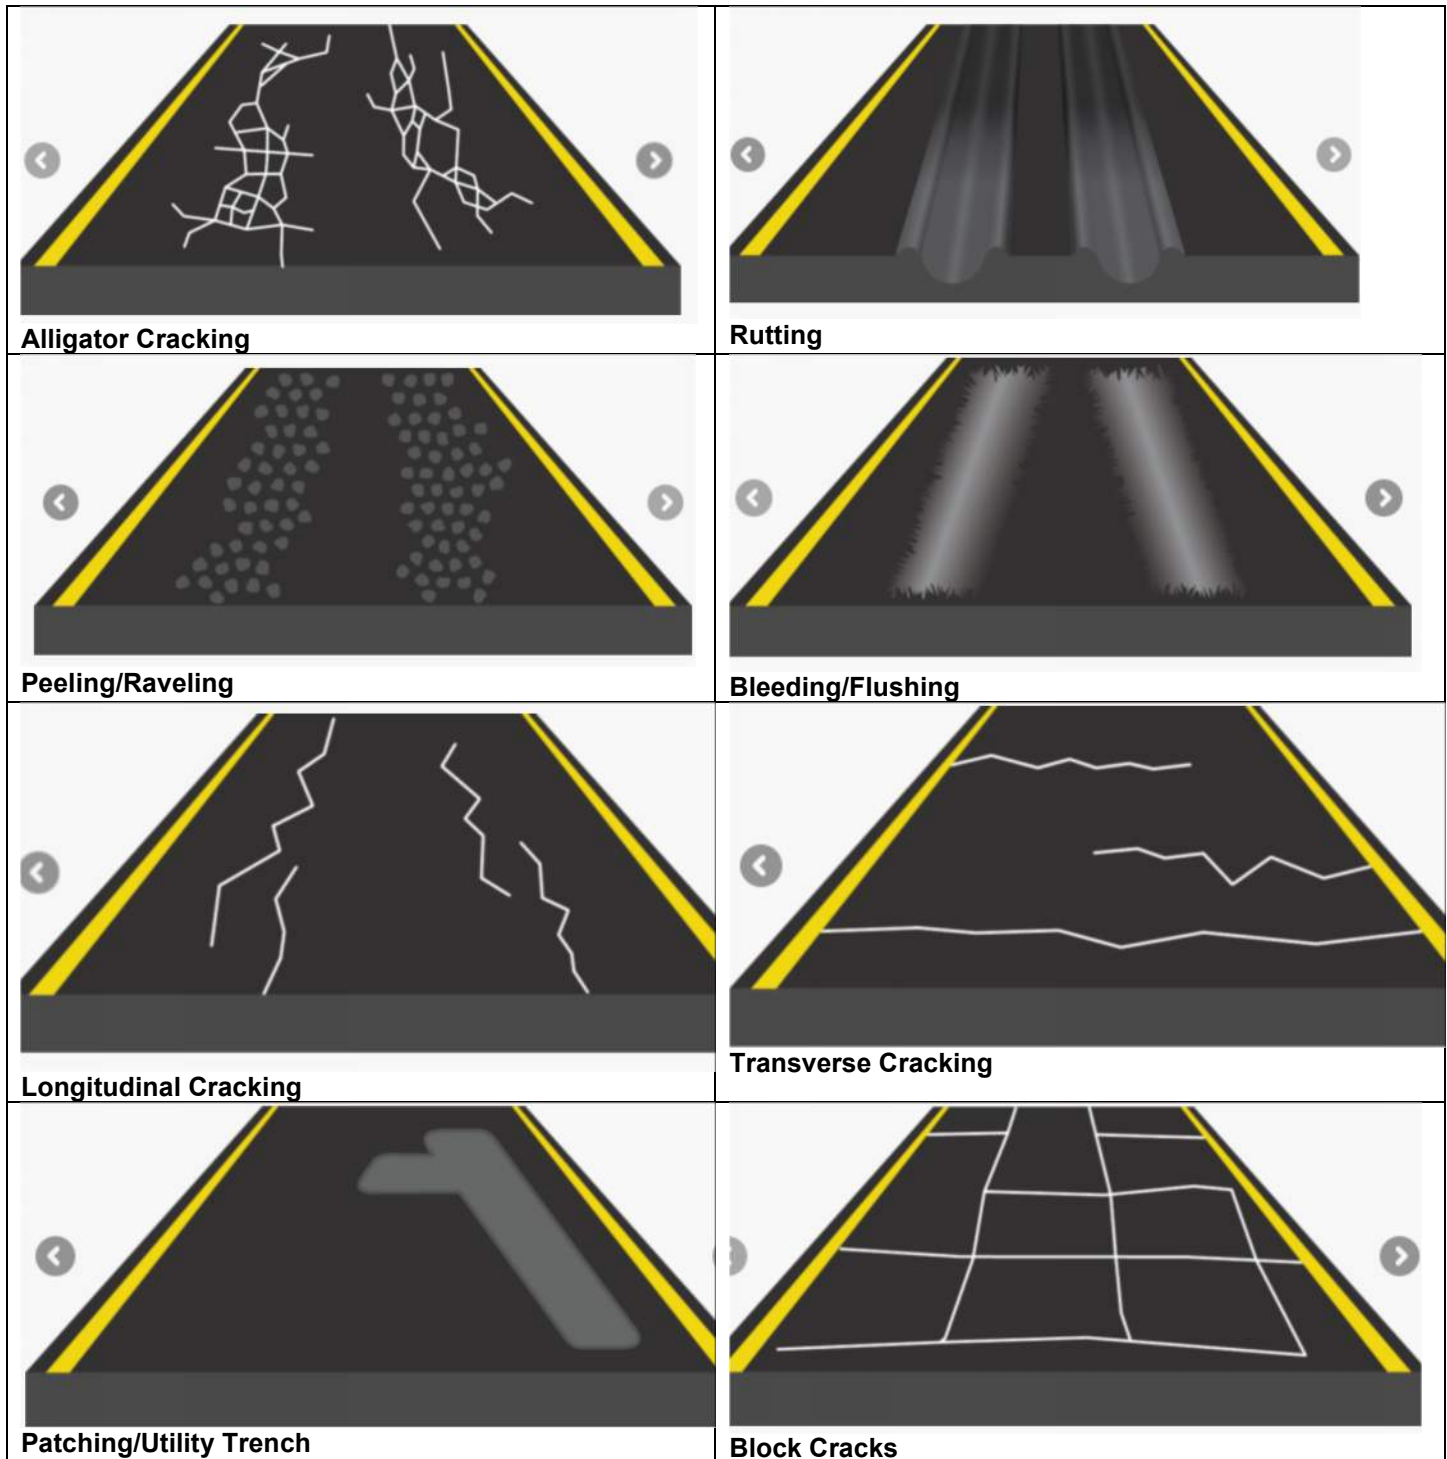 Alligator Cracking
Rutting
Peeling/Raveling
Bleeding/Flushing
Longitudinal Cracking
Transverse Cracking
Patching/Utility Trench
Block Cracks